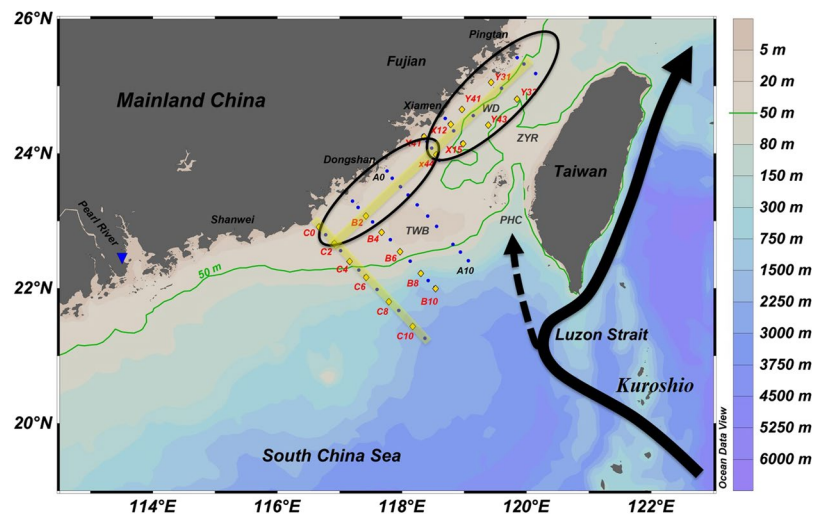 26°N
24°N
22°N
20°N
114°E
116°E
118°E
120°E
122°E
Mainland China
Fujian
Pingtan
Xiamen
Dongshan
Shanwei
Pearl River
Taiwan
Luzon Strait
Kuroshio
South China Sea
50 m
WD
ZYR
TWB
PHC
Y31
Y32
Y41
Y43
X12
X15
Y41
x44
A0
A10
B2
B4
B6
B8
B10
C0
C2
C4
C6
C8
C10
5 m
20 m
50 m
80 m
150 m
300 m
750 m
1500 m
2250 m
3000 m
3750 m
4500 m
5250 m
6000 m
Ocean Data View